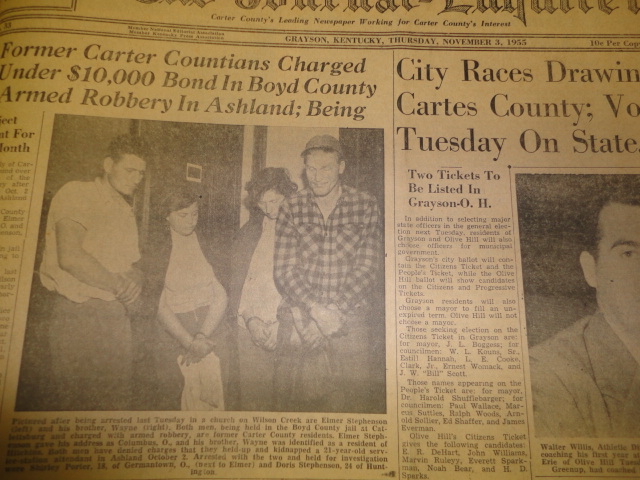 The Journal-Enquirer
Carter County's Leading Newspaper Working for Carter County's Interest
GRAYSON, KENTUCKY, THURSDAY, NOVEMBER 3, 1955
10c Per Cop
Former Carter Countians Charged
Under $10,000 Bond In Boyd County
Armed Robbery In Ashland; Being
City Races Drawin
Cartes County; Vo
Tuesday On State
Two Tickets To
Be Listed In
Grayson-O. H.
In addition to selecting major
state officers in the general elec-
tion next Tuesday, residents of
Grayson and Olive Hill will also
choose officers for municipal
government.
Grayson's city ballot will con-
tain the Citizens Ticket and the
People's Ticket, while the Olive
Hill ballot will show candidates
on the Citizens and Progressive
Tickets.
Grayson residents will also
choose a mayor to fill an un-
expired term. Olive Hill will not
choose a mayor.
Those seeking election on the
Citizens Ticket in Grayson are:
for mayor, J. L. Boggess; for
councilmen: W. L. Kouns, Sr.,
Estill Hannah, L. E. Cooke,
Clark, Jr., Ernest Womack, and
J. W. "Bill" Scott.
Those names appearing on the
People's Ticket are: for mayor,
Dr. Harold Shufflebarger; for
councilmen: Paul Wallace, Mar-
cus Suttles, Ralph Woods, Ar-
nold Sollier, Ed Shaffer, and James
Everman.
Olive Hill's Citizens Ticket
gives the following candidates:
E. R. DeHart, John Williams,
Marvin Ruley, Everett Spark-
man, Noah Bear, and H. D.
Sparks.
Pictured after being arrested last Tuesday in a church on Wilson Creek are Elmer Stephenson
(left) and his brother, Wayne (right). Both men, being held in the Boyd County jail at Cat-
lettsburg and charged with armed robbery, are former Carter County residents. Elmer Steph-
enson gave his address as Columbus, O., and his brother, Wayne was identified as a resident of
Hitchins. Both men have denied charges that they held-up and kidnapped a 21-year-old serv-
ice-station attendant in Ashland October 2. Arrested with the two and held for investigation
were Shirley Porter, 18, of Germantown, O., (next to Elmer) and Doris Stephenson, 24 of Hunt-
ington.
Walter Willis, Athletic Di
coaching his first year
Erie of Olive Hill
Greenup, had coached